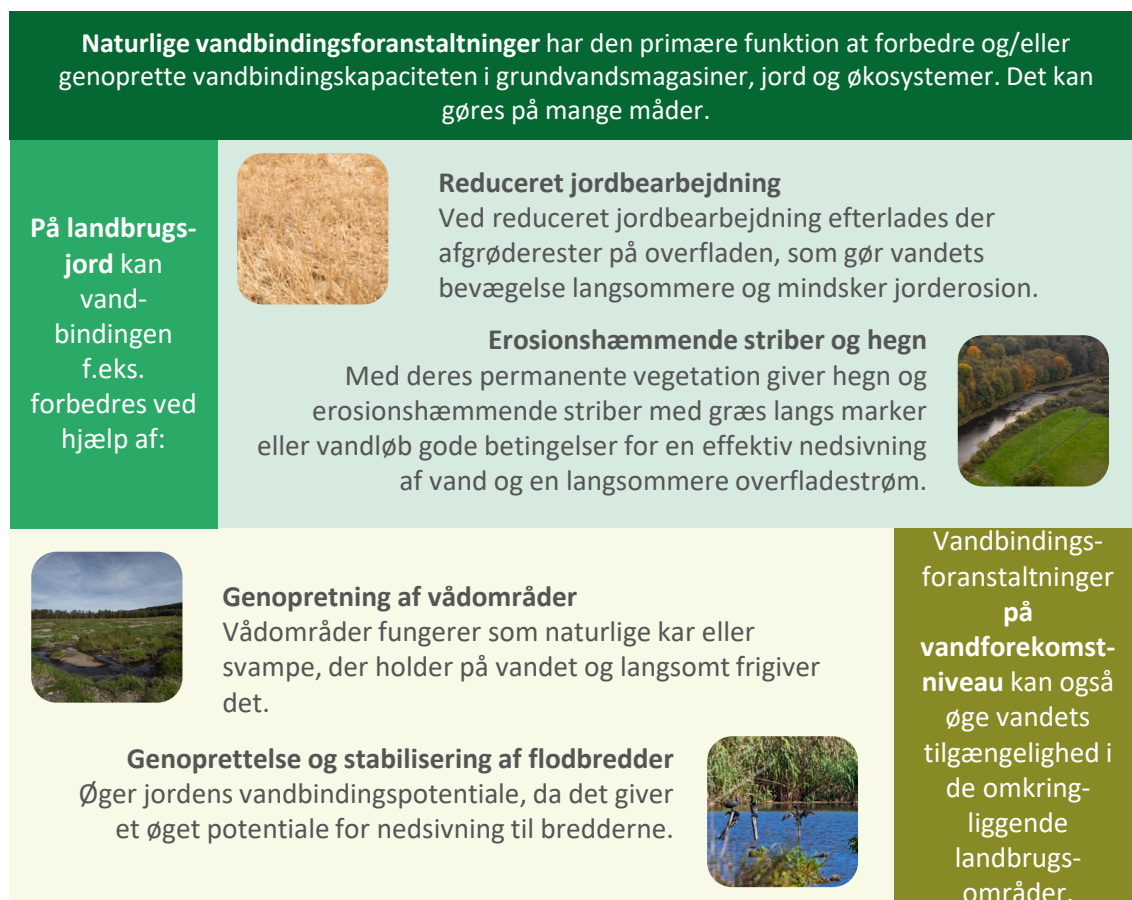 Naturlige vandbindingsforanstaltninger har den primære funktion at forbedre og/eller
genoprette vandbindingskapaciteten i grundvandsmagasiner, jord og økosystemer. Det kan
gøres på mange måder.
På landbrugs-
jord kan
vand-
bindingen
f.eks.
forbedres ved
hjælp af:
Reduceret jordbearbejdning
Ved reduceret jordbearbejdning efterlades der
afgrøderester på overfladen, som gør vandets
bevægelse langsommere og mindsker jorderosion.
Erosionshæmmende striber og hegn
Med deres permanente vegetation giver hegn og
erosionshæmmende striber med græs langs marker
eller vandløb gode betingelser for en effektiv nedsivning
af vand og en langsommere overfladestrøm.
Genopretning af vådområder
Vådområder fungerer som naturlige kar eller
svampe, der holder på vandet og langsomt frigiver
det.
Genoprettelse og stabilisering af flodbredder
Øger jordens vandbindingspotentiale, da det giver
et øget potentiale for nedsivning til bredderne.
Vandbindings-
foranstaltninger
på
vandforekomst-
niveau kan også
øge vandets
tilgængelighed i
de omkring-
liggende
landbrugs-
områder.